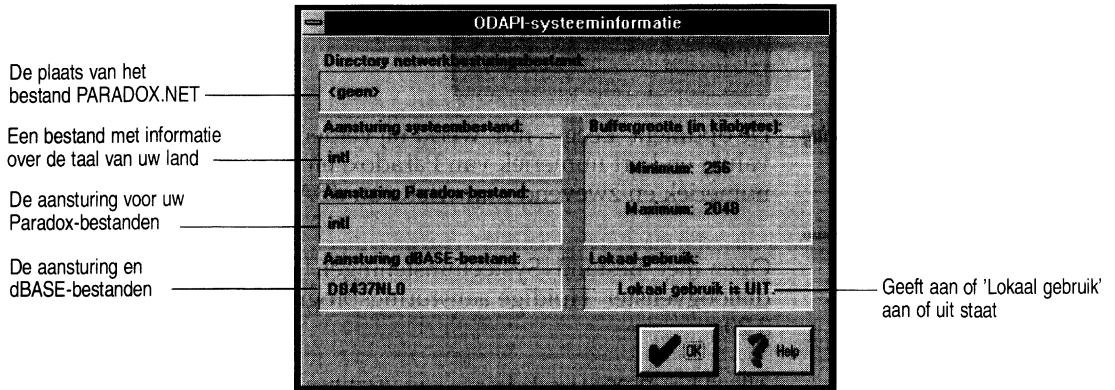 ODAPI-systeeminformatie
De plaats van het
bestand PARADOX.NET
Directory netwerkbesturingsbestand:
<geen>
Een bestand met informatie
over de taal van uw land
Aansturing systeembestand:
intl
Buffergrootte (in kilobytes):
Minimum: 256
Maximum: 2048
De aansturing voor uw
Paradox-bestanden
Aansturing Paradox-bestand:
intl
De aansturing en
dBASE-bestanden
Aansturing dBASE-bestand:
DB437NL0
Lokaal gebruik:
Lokaal gebruik is UIT.
Geeft aan of 'Lokaal gebruik'
aan of uit staat
OK
Help